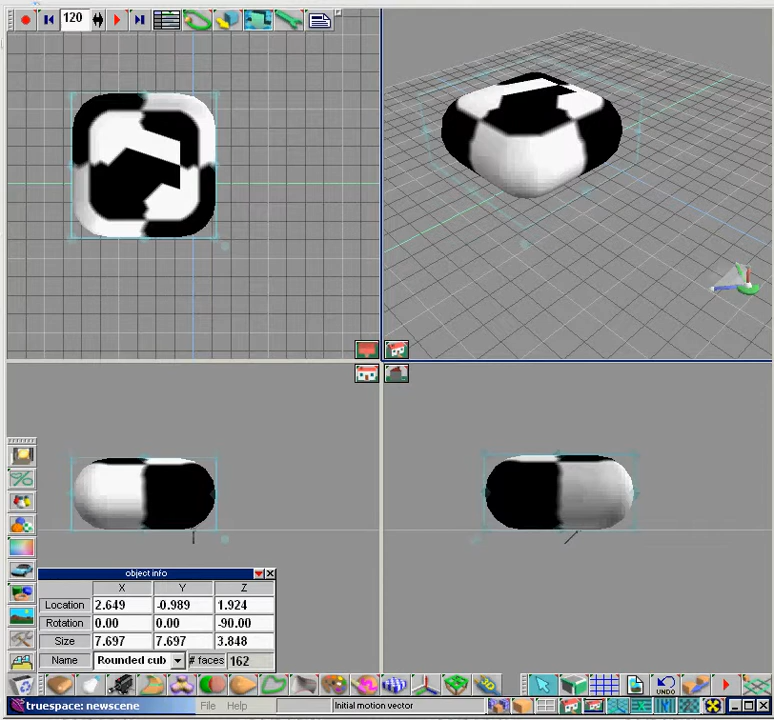 120
object info
X Y Z
Location 2.649 -0.989 1.924
Rotation 0.00 0.00 -90.00
Size 7.697 7.697 3.848
Name Rounded cub # faces 162
3D UNDO
truespace: newscene File Help Initial motion vector